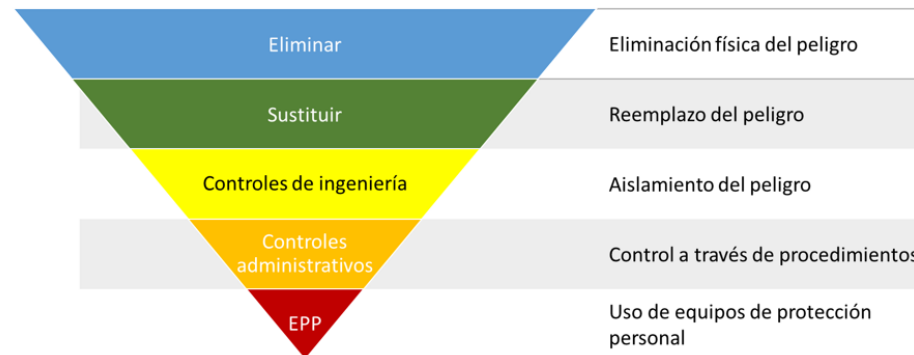 Eliminar
Eliminación física del peligro
Sustituir
Reemplazo del peligro
Controles de ingeniería
Aislamiento del peligro
Controles
administrativos
Control a través de procedimientos
EPP
Uso de equipos de protección
personal